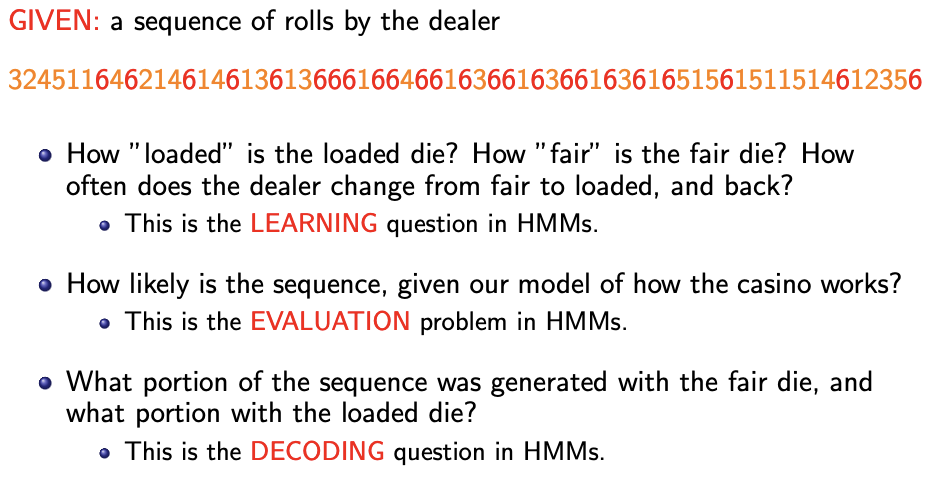 GIVEN: a sequence of rolls by the dealer
324511646214614613613666166466163661636616361651561511514612356
How "loaded" is the loaded die? How "fair" is the fair die? How
often does the dealer change from fair to loaded, and back?
This is the LEARNING question in HMMs.
How likely is the sequence, given our model of how the casino works?
This is the EVALUATION problem in HMMs.
What portion of the sequence was generated with the fair die, and
what portion with the loaded die?
This is the DECODING question in HMMs.